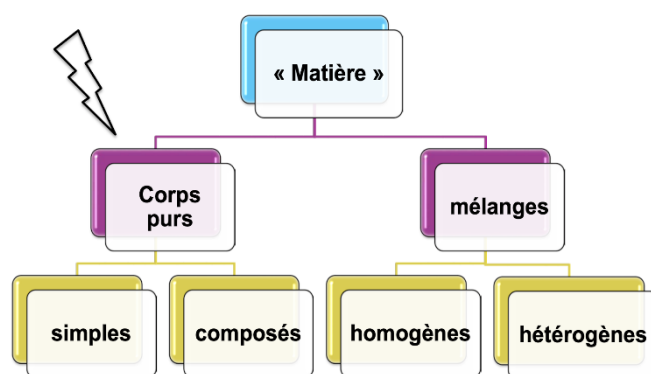 « Matière »
Corps
purs
mélanges
simples
composés
homogènes
hétérogènes